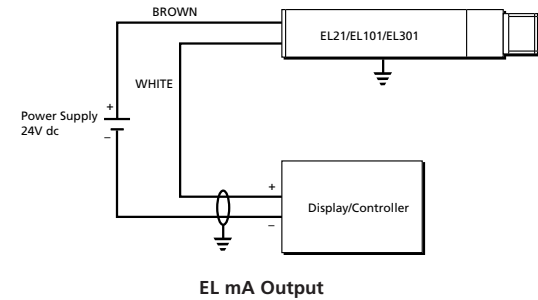 BROWN
EL21/EL101/EL301
WHITE
+
Power Supply
24V dc
–
+
Display/Controller
–
EL mA Output